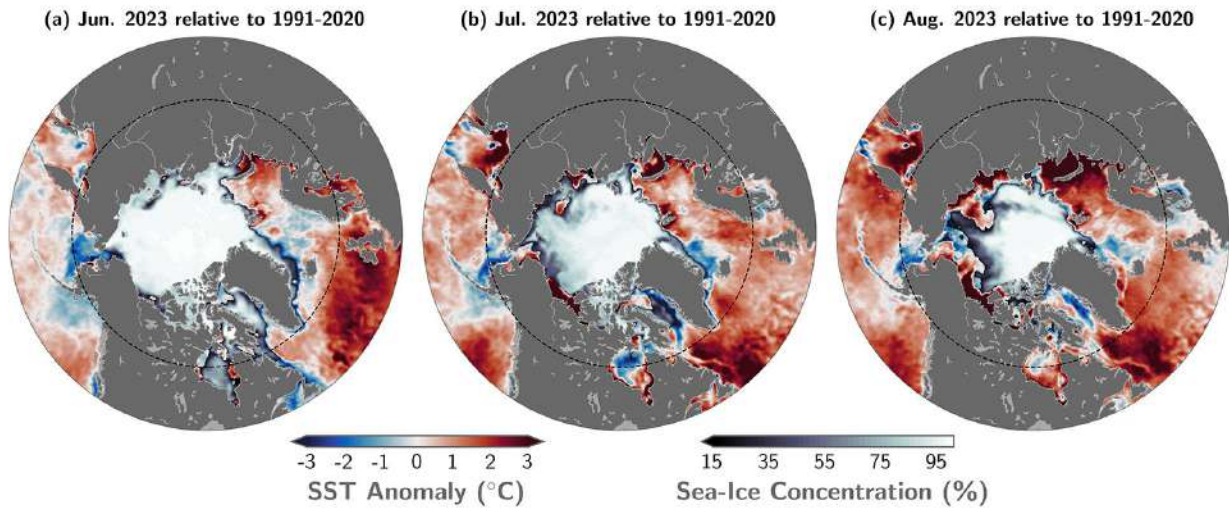 (a) Jun. 2023 relative to 1991-2020
(b) Jul. 2023 relative to 1991-2020
(c) Aug. 2023 relative to 1991-2020
-3 -2 -1 0 1 2 3
SST Anomaly (°C)
15 35 55 75 95
Sea-Ice Concentration (%)